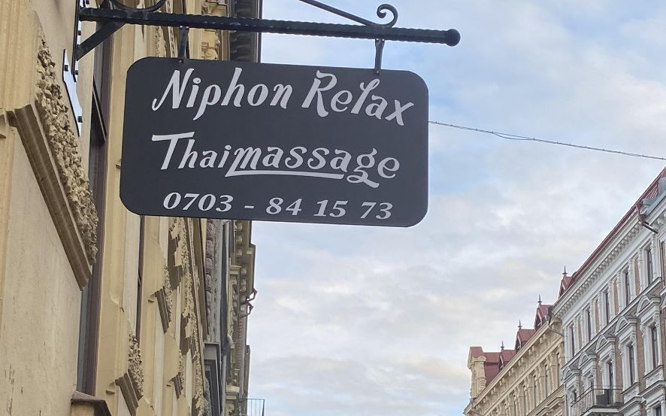 Niphon Relax
Thaimassage
0703 - 84 15 73